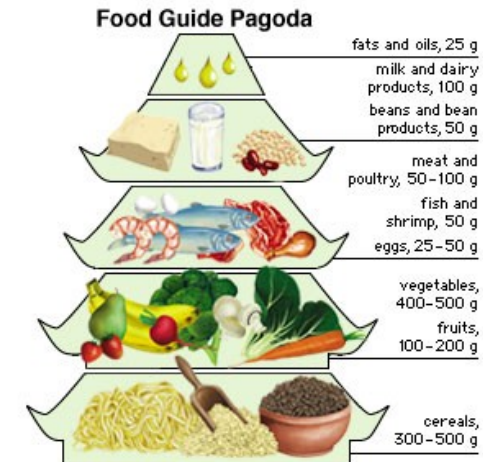 Food Guide Pagoda
fats and oils, 25 g
milk and dairy
products, 100 g
beans and bean
products, 50 g
meat and
poultry, 50–100 g
fish and
shrimp, 50 g
eggs, 25–50 g
vegetables,
400–500 g
fruits,
100–200 g
cereals,
300–500 g